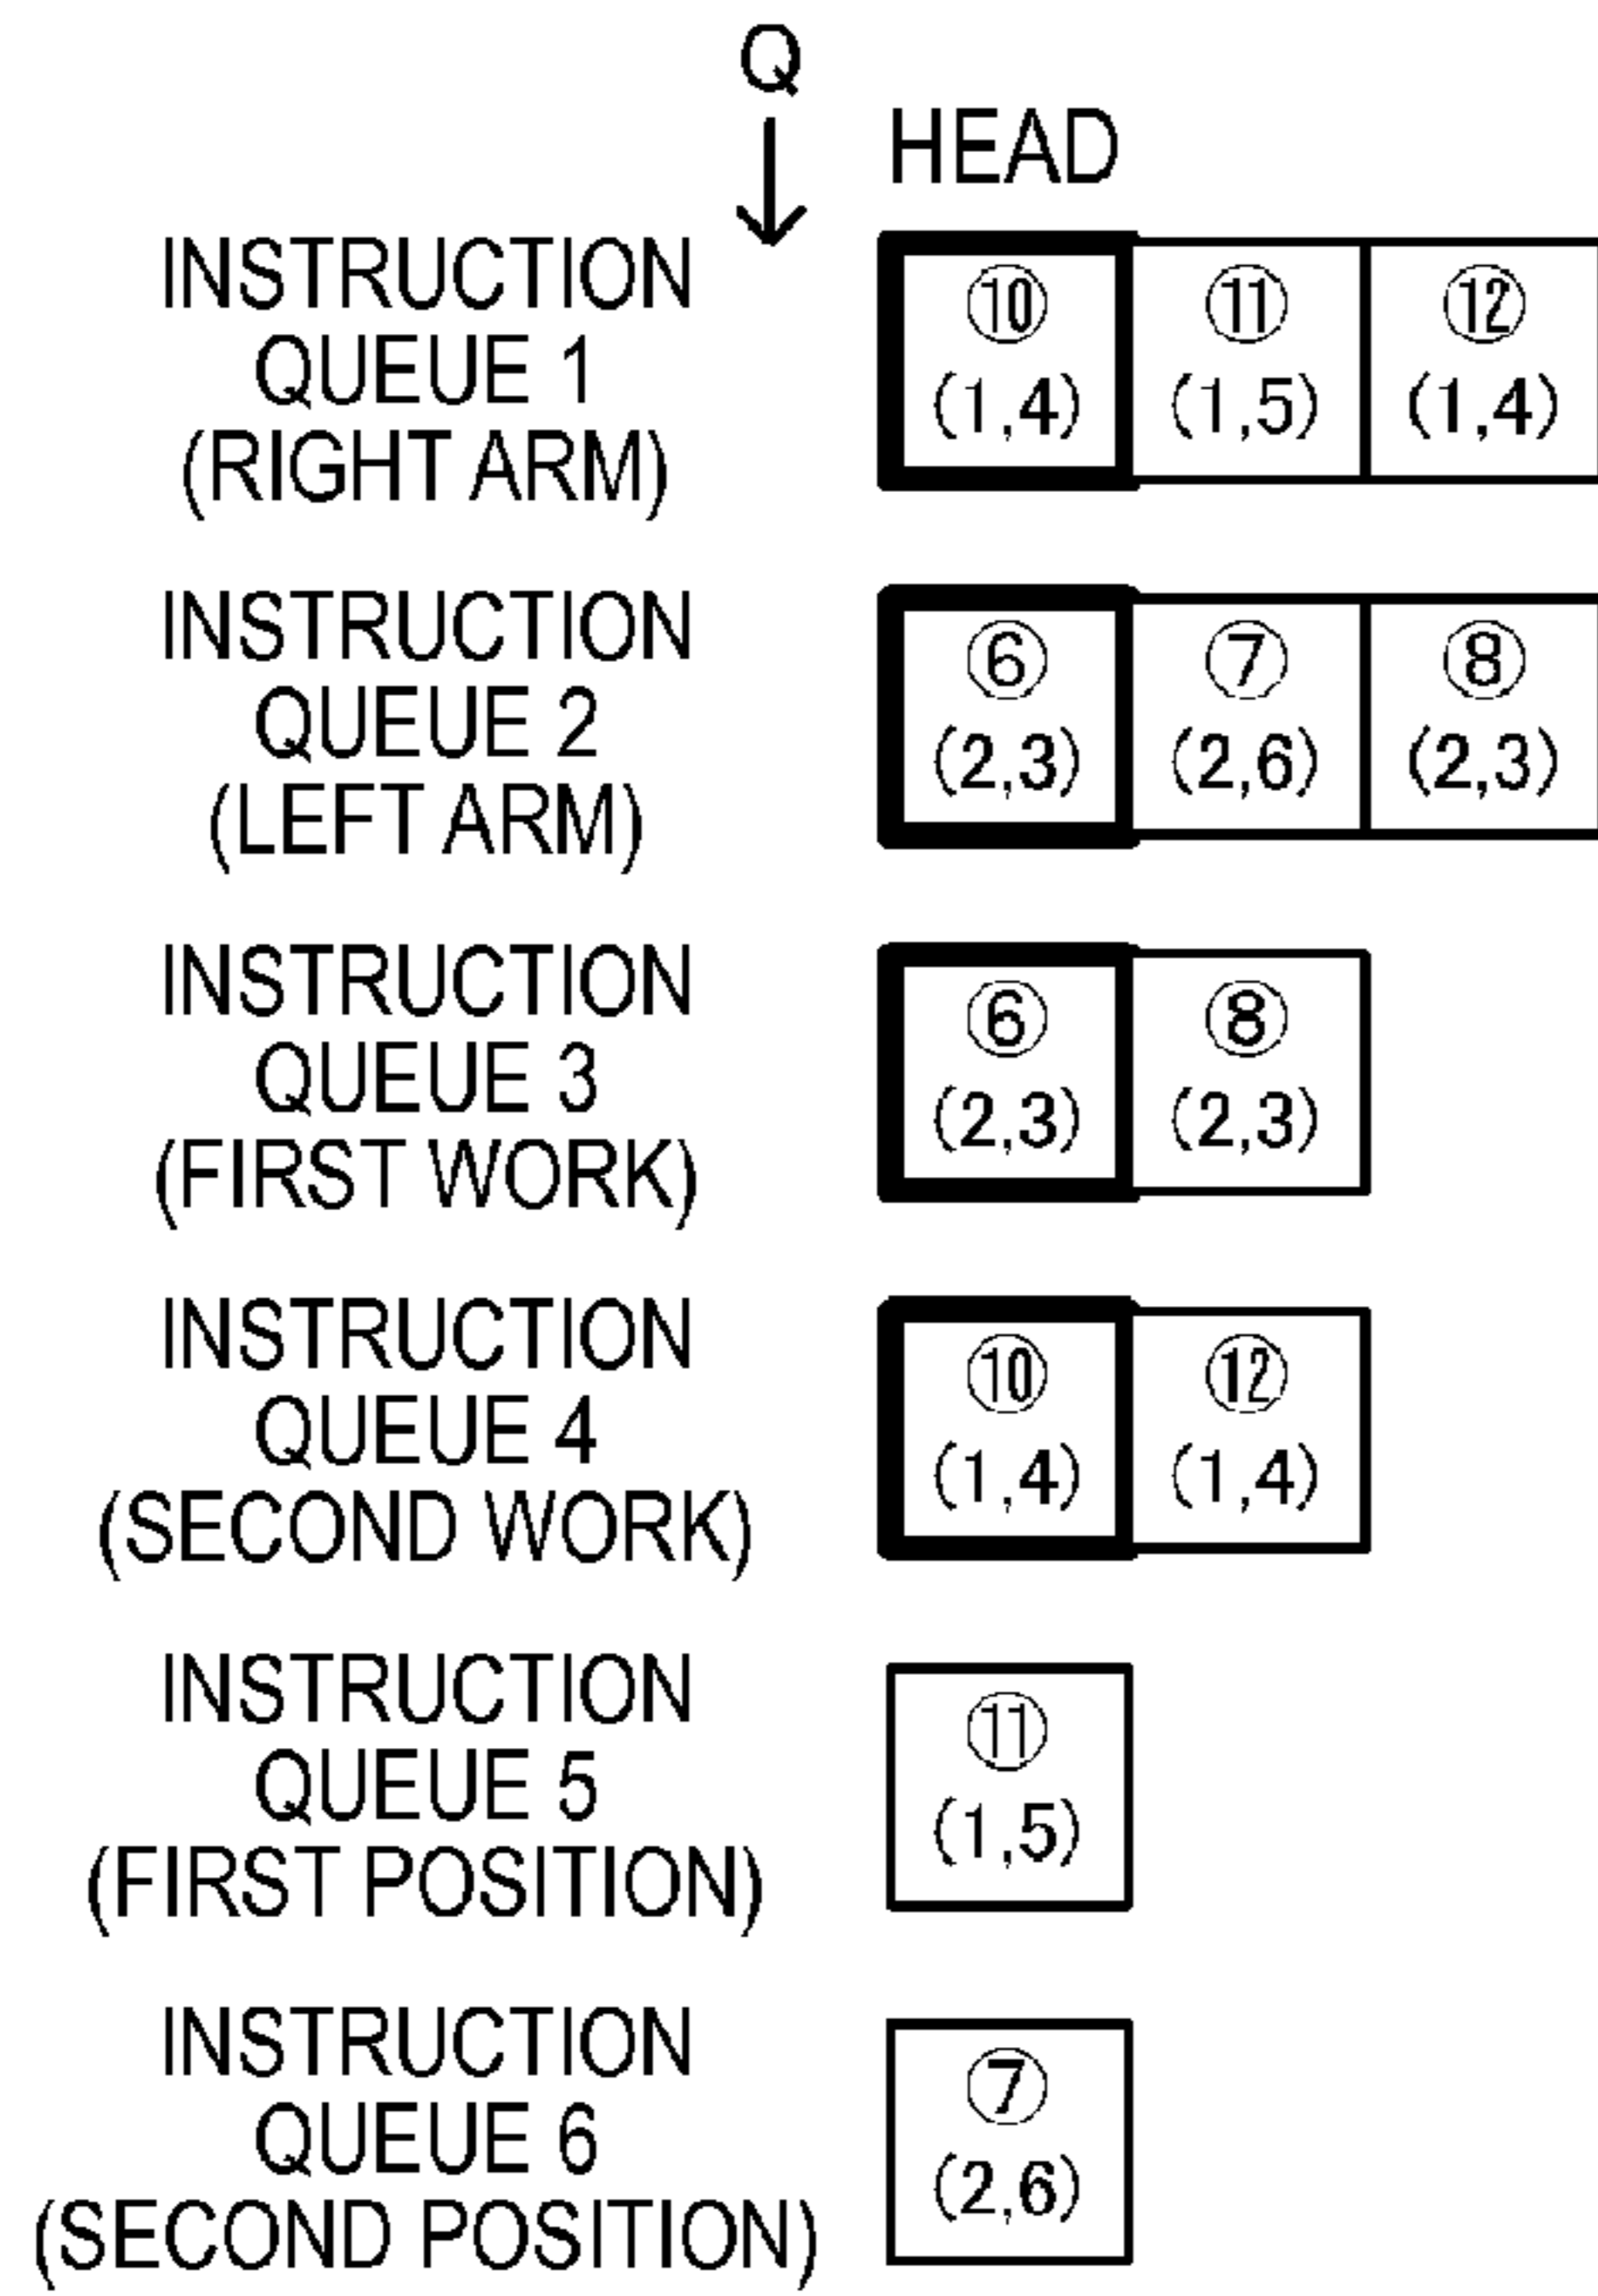 Q
HEAD
INSTRUCTION
QUEUE 1
(RIGHT ARM)
⑩ ⑪ ⑫
(1,4) (1,5) (1,4)
INSTRUCTION
QUEUE 2
(LEFT ARM)
⑥ ⑦ ⑧
(2,3) (2,6) (2,3)
INSTRUCTION
QUEUE 3
(FIRST WORK)
⑥ ⑧
(2,3) (2,3)
INSTRUCTION
QUEUE 4
(SECOND WORK)
⑩ ⑫
(1,4) (1,4)
INSTRUCTION
QUEUE 5
(FIRST POSITION)
⑪
(1,5)
INSTRUCTION
QUEUE 6
(SECOND POSITION)
⑦
(2,6)